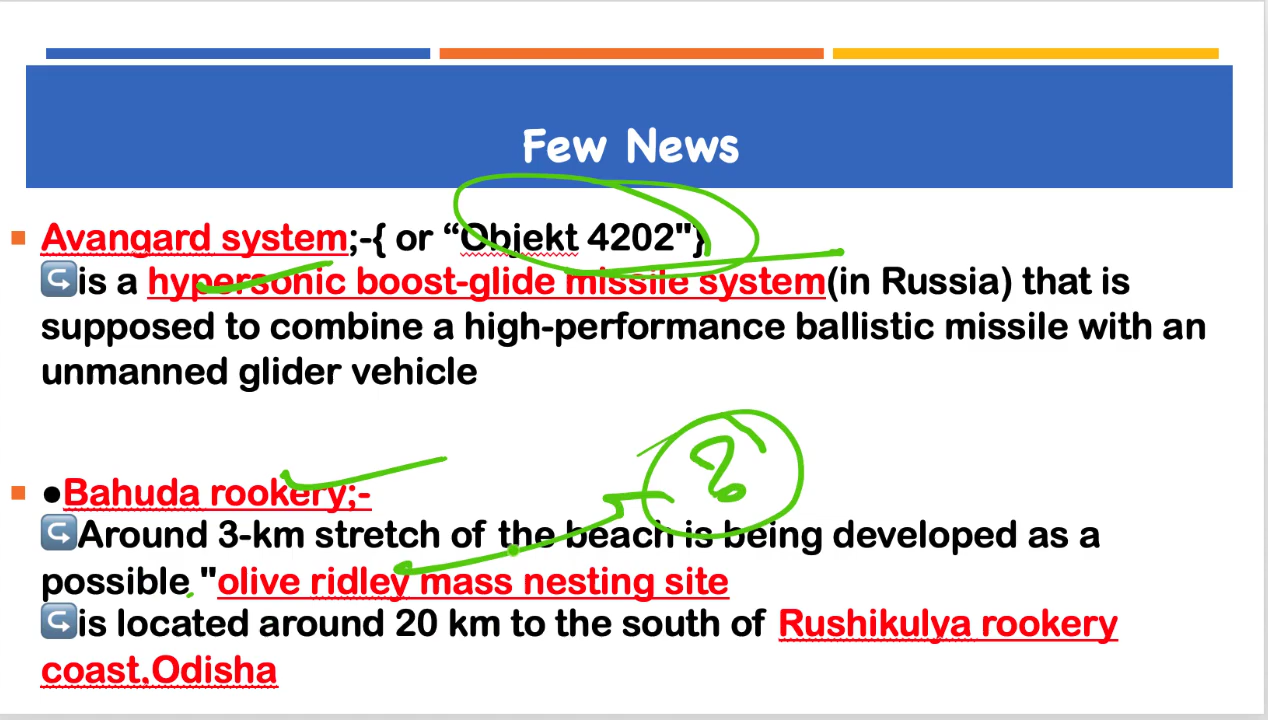 Few News
Avangard system;-{ or “Objekt 4202"}
is a hypersonic boost-glide missile system(in Russia) that is
supposed to combine a high-performance ballistic missile with an
unmanned glider vehicle
●Bahuda rookery;-
Around 3-km stretch of the beach is being developed as a
possible "olive ridley mass nesting site
is located around 20 km to the south of Rushikulya rookery
coast,Odisha